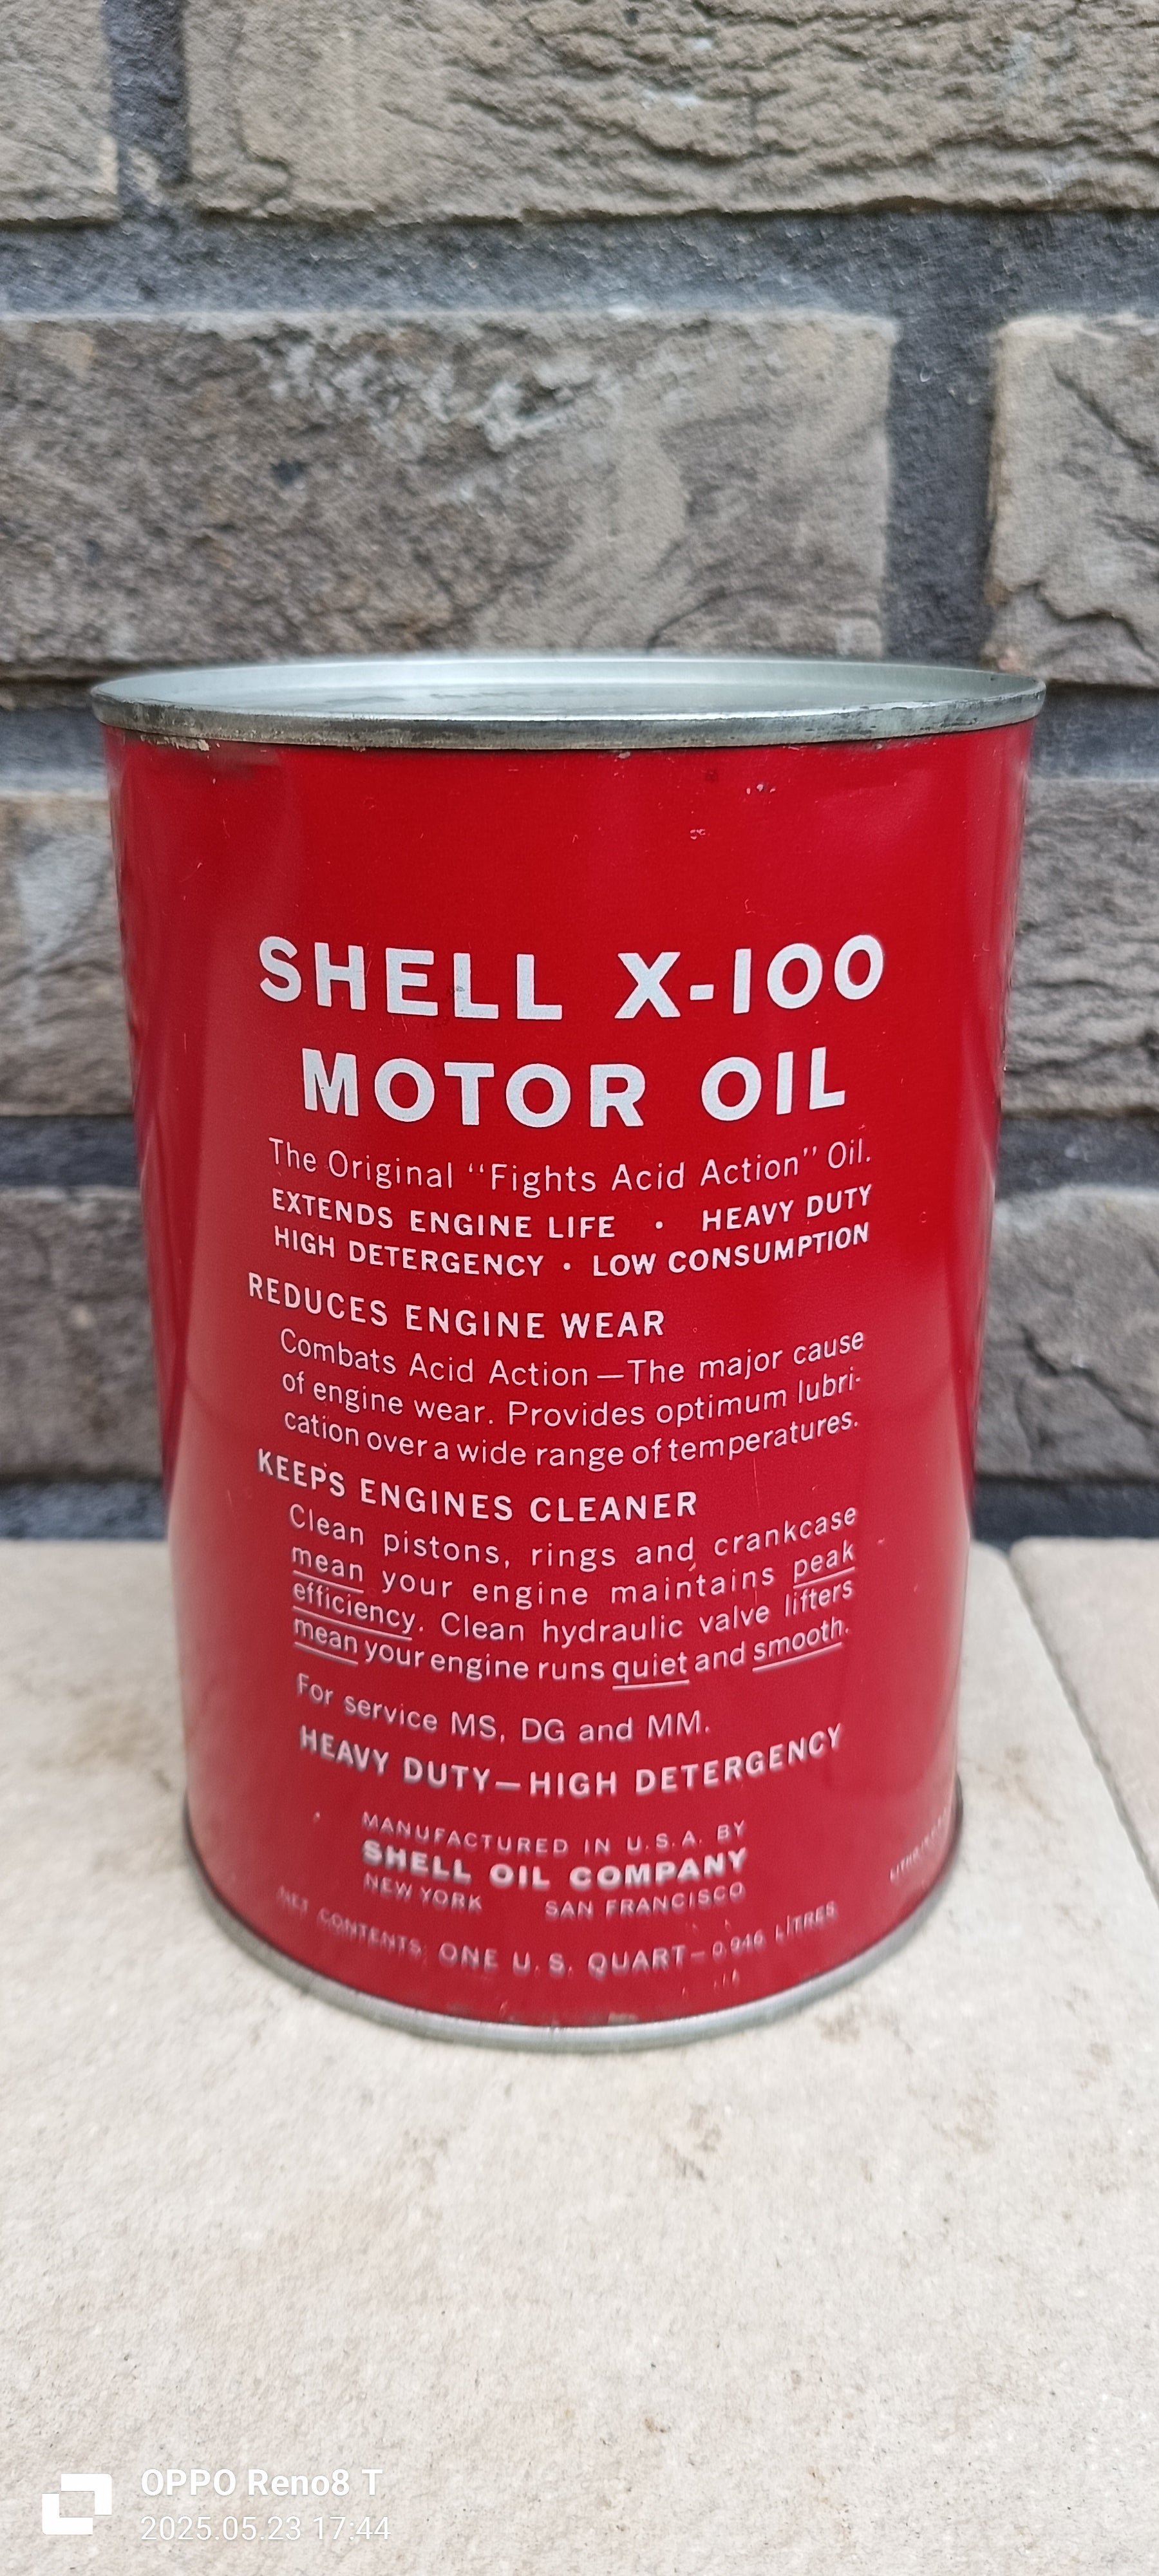 SHELL X-100
MOTOR OIL
The Original "Fights Acid Action" Oil.
EXTENDS ENGINE LIFE · HEAVY DUTY
HIGH DETERGENCY · LOW CONSUMPTION
REDUCES ENGINE WEAR
Combats Acid Action—The major cause
of engine wear. Provides optimum lubri-
cation over a wide range of temperatures.
KEEPS ENGINES CLEANER
Clean pistons, rings and crankcase
mean your engine maintains peak
efficiency. Clean hydraulic valve lifters
mean your engine runs quiet and smooth.
For service MS, DG and MM.
HEAVY DUTY—HIGH DETERGENCY
MANUFACTURED IN U.S.A. BY
SHELL OIL COMPANY
NEW YORK SAN FRANCISCO
NET CONTENTS: ONE U.S. QUART—0.946 LITRES
OPPO Reno8 T
2025.05.23 17:44